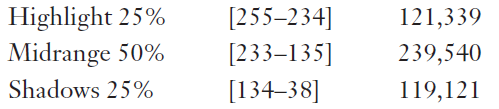 Highlight 25% [255–234] 121,339
Midrange 50% [233–135] 239,540
Shadows 25% [134–38] 119,121